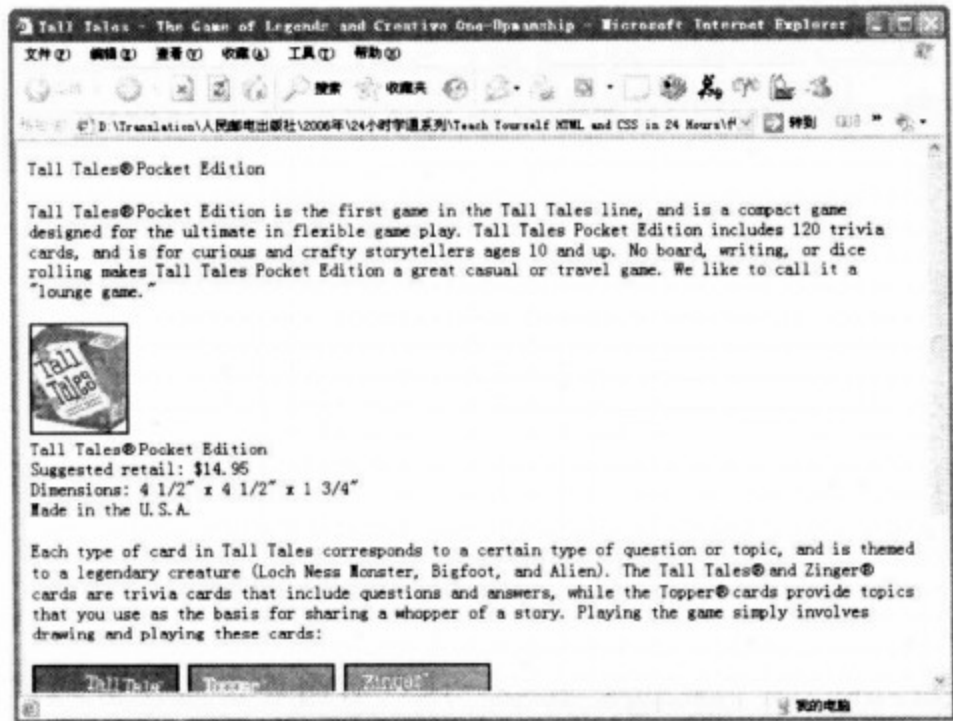 Tall Tales - The Game of Legends and Creative One-Upmanship - Microsoft Internet Explorer
文件(F) 编辑(E) 查看(V) 收藏(A) 工具(T) 帮助(H)
搜索 收藏夹
D:\Translation\人民邮电出版社\2006年\24小时学通系列\Teach Yourself HTML and CSS in 24 Hours\ 转到 »
Tall Tales®Pocket Edition
Tall Tales®Pocket Edition is the first game in the Tall Tales line, and is a compact game
designed for the ultimate in flexible game play. Tall Tales Pocket Edition includes 120 trivia
cards, and is for curious and crafty storytellers ages 10 and up. No board, writing, or dice
rolling makes Tall Tales Pocket Edition a great casual or travel game. We like to call it a
"lounge game."
Tall
Tales
Tall Tales®Pocket Edition
Suggested retail: $14.95
Dimensions: 4 1/2" x 4 1/2" x 1 3/4"
Made in the U.S.A.
Each type of card in Tall Tales corresponds to a certain type of question or topic, and is themed
to a legendary creature (Loch Ness Monster, Bigfoot, and Alien). The Tall Tales® and Zinger®
cards are trivia cards that include questions and answers, while the Topper® cards provide topics
that you use as the basis for sharing a whopper of a story. Playing the game simply involves
drawing and playing these cards:
Tall Tale Topper Zinger
我的电脑